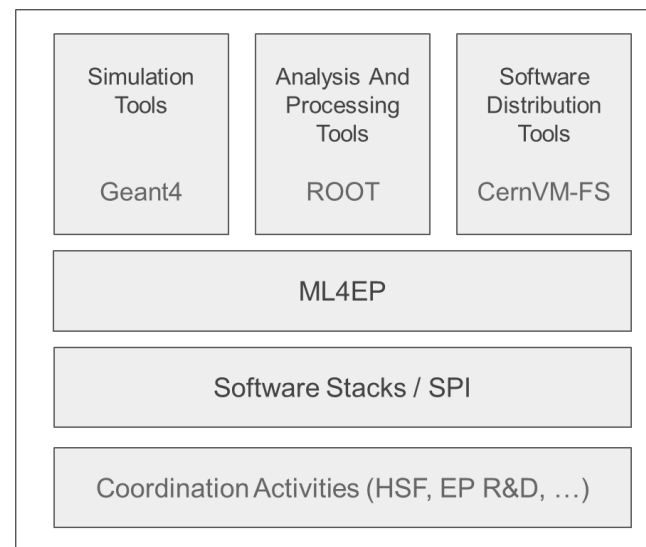 Simulation
Tools
Geant4
Analysis And
Processing
Tools
ROOT
Software
Distribution
Tools
CernVM-FS
ML4EP
Software Stacks / SPI
Coordination Activities (HSF, EP R&D, …)